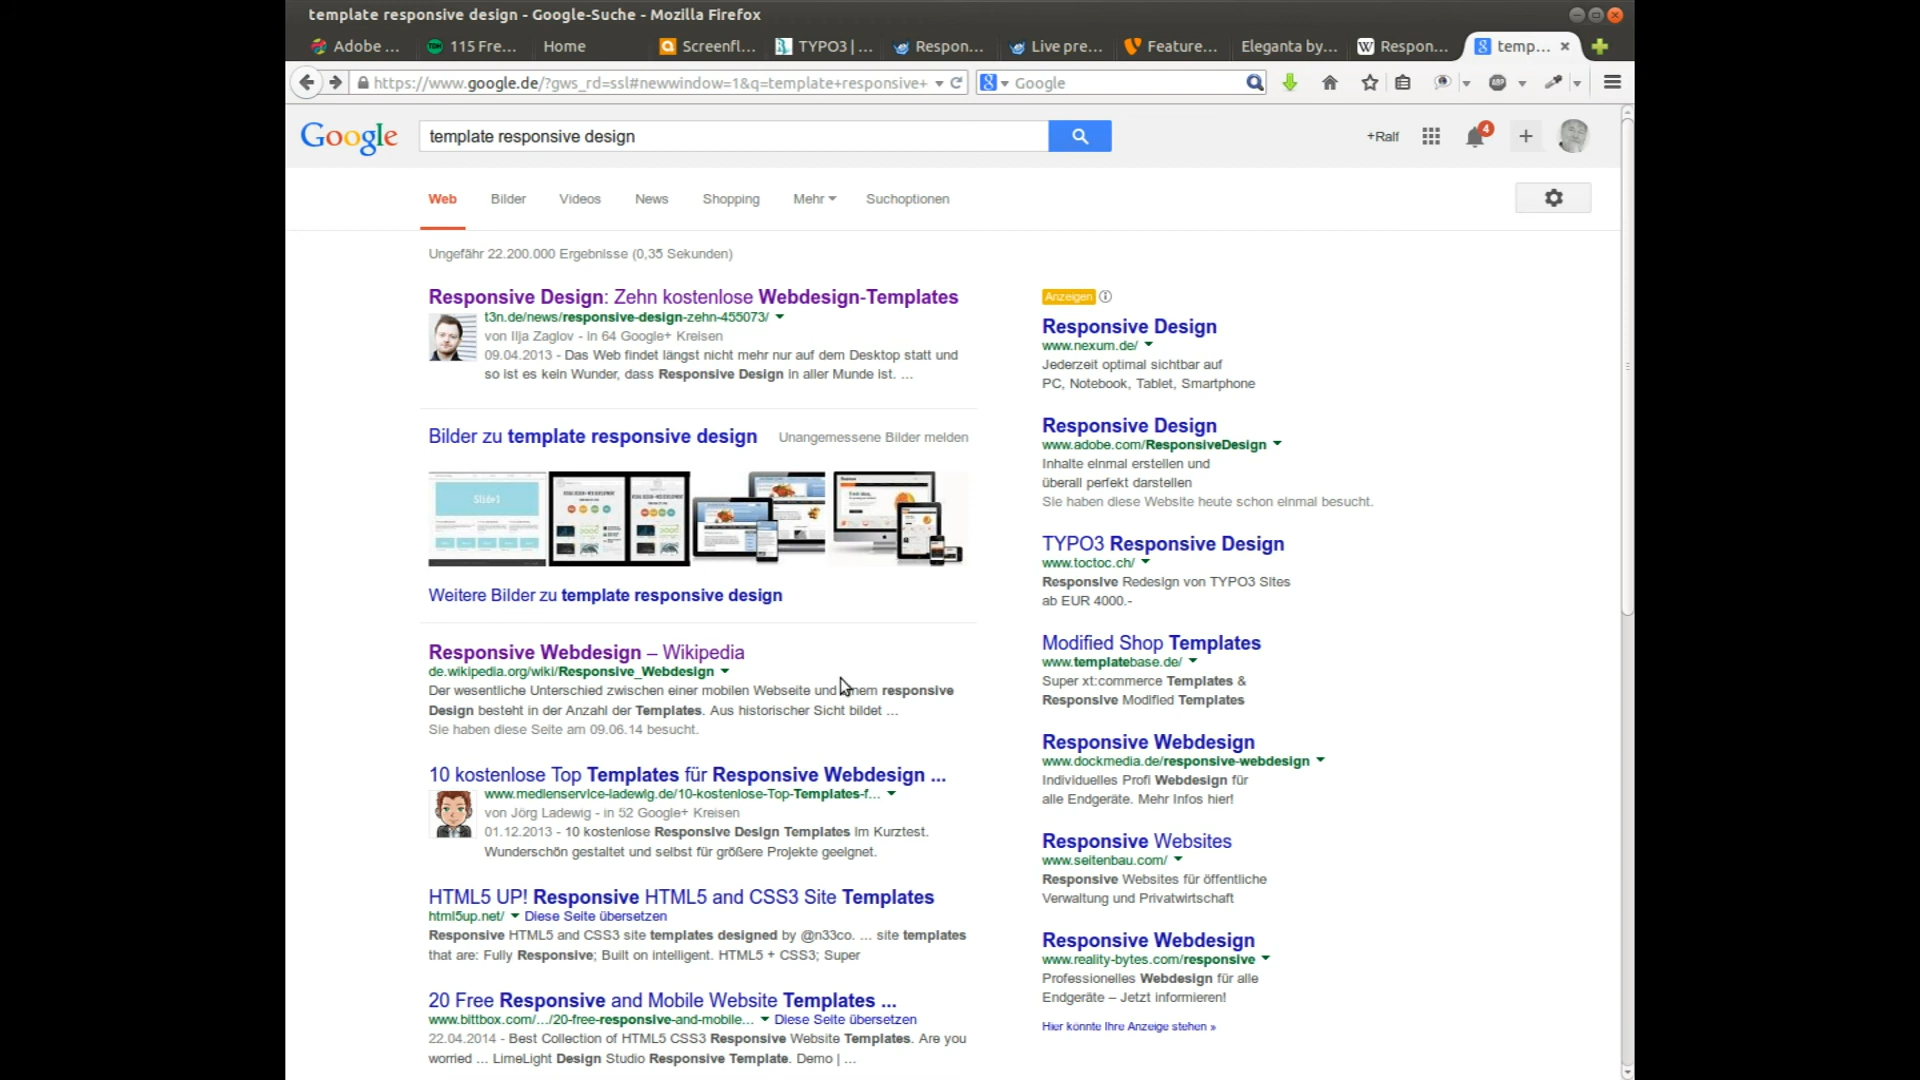 template responsive design - Google-Suche - Mozilla Firefox
Adobe ...
115 Fre...
Home
Screenfl...
TYPO3 | ...
Respon...
Live pre...
Feature...
Eleganta by...
Respon...
temp...
https://www.google.de/?gws_rd=ssl#newwindow=1&q=template+responsive+
Google
Google
template responsive design
+Ralf
4
Web
Bilder
Videos
News
Shopping
Mehr
Suchoptionen
Ungefähr 22.200.000 Ergebnisse (0,35 Sekunden)
Responsive Design: Zehn kostenlose Webdesign-Templates
t3n.de/news/responsive-design-zehn-455073/
von Ilja Zaglov - in 64 Google+ Kreisen
09.04.2013 - Das Web findet längst nicht mehr nur auf dem Desktop statt und
so ist es kein Wunder, dass Responsive Design in aller Munde ist. ...
Bilder zu template responsive design
Unangemessene Bilder melden
Slide1
Weitere Bilder zu template responsive design
Responsive Webdesign – Wikipedia
de.wikipedia.org/wiki/Responsive_Webdesign
Der wesentliche Unterschied zwischen einer mobilen Webseite und einem responsive
Design besteht in der Anzahl der Templates. Aus historischer Sicht bildet ...
Sie haben diese Seite am 09.06.14 besucht.
10 kostenlose Top Templates für Responsive Webdesign ...
www.medienservice-ladewig.de/10-kostenlose-Top-Templates-f...
von Jörg Ladewig - in 52 Google+ Kreisen
01.12.2013 - 10 kostenlose Responsive Design Templates im Kurztest.
Wunderschön gestaltet und selbst für größere Projekte geeignet.
HTML5 UP! Responsive HTML5 and CSS3 Site Templates
html5up.net/ Diese Seite übersetzen
Responsive HTML5 and CSS3 site templates designed by @n33co. ... site templates
that are: Fully Responsive; Built on intelligent. HTML5 + CSS3; Super
20 Free Responsive and Mobile Website Templates ...
www.bittbox.com/.../20-free-responsive-and-mobile... Diese Seite übersetzen
22.04.2014 - Best Collection of HTML5 CSS3 Responsive Website Templates. Are you
worried ... LimeLight Design Studio Responsive Template. Demo | ...
Anzeigen
Responsive Design
www.nexum.de/
Jederzeit optimal sichtbar auf
PC, Notebook, Tablet, Smartphone
Responsive Design
www.adobe.com/ResponsiveDesign
Inhalte einmal erstellen und
überall perfekt darstellen
Sie haben diese Website heute schon einmal besucht.
TYPO3 Responsive Design
www.toctoc.ch/
Responsive Redesign von TYPO3 Sites
ab EUR 4000.-
Modified Shop Templates
www.templatebase.de/
Super xt:commerce Templates &
Responsive Modified Templates
Responsive Webdesign
www.dockmedia.de/responsive-webdesign
Individuelles Profi Webdesign für
alle Endgeräte. Mehr Infos hier!
Responsive Websites
www.seitenbau.com/
Responsive Websites für öffentliche
Verwaltung und Privatwirtschaft
Responsive Webdesign
www.reality-bytes.com/responsive
Professionelles Webdesign für alle
Endgeräte – Jetzt informieren!
Hier könnte Ihre Anzeige stehen »